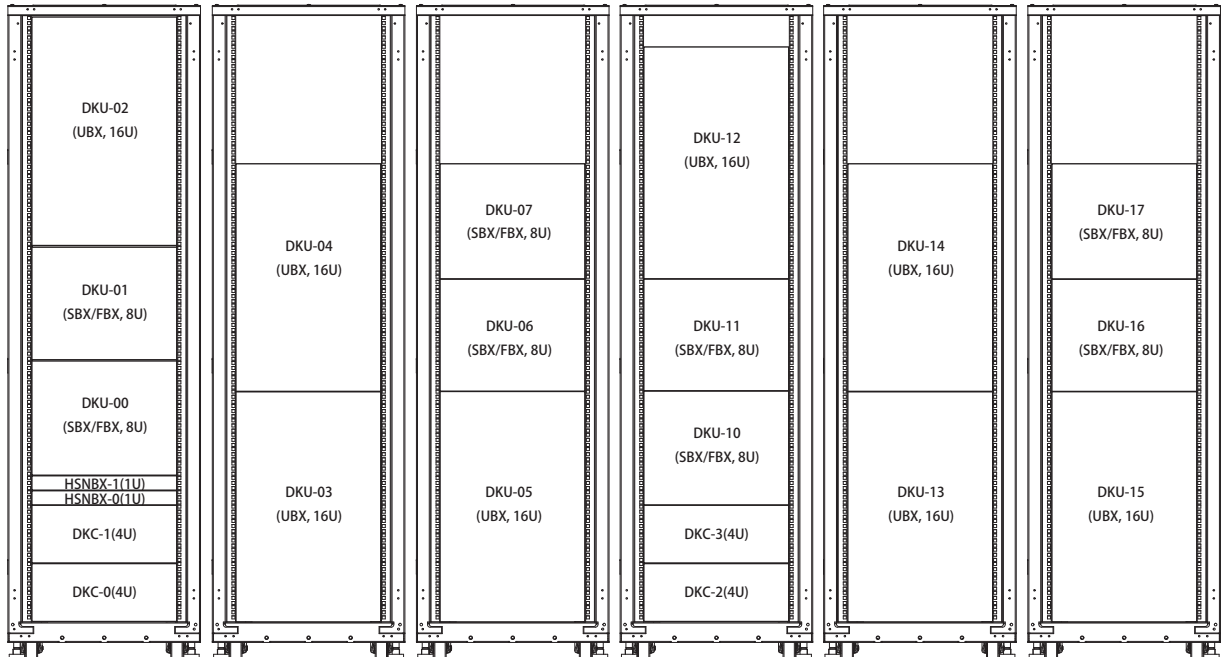 DKU-02
(UBX, 16U)
DKU-01
(SBX/FBX, 8U)
DKU-00
(SBX/FBX, 8U)
HSNBX-1(1U)
HSNBX-0(1U)
DKC-1(4U)
DKC-0(4U)
DKU-04
(UBX, 16U)
DKU-03
(UBX, 16U)
DKU-07
(SBX/FBX, 8U)
DKU-06
(SBX/FBX, 8U)
DKU-05
(UBX, 16U)
DKU-12
(UBX, 16U)
DKU-11
(SBX/FBX, 8U)
DKU-10
(SBX/FBX, 8U)
DKC-3(4U)
DKC-2(4U)
DKU-14
(UBX, 16U)
DKU-13
(UBX, 16U)
DKU-17
(SBX/FBX, 8U)
DKU-16
(SBX/FBX, 8U)
DKU-15
(UBX, 16U)